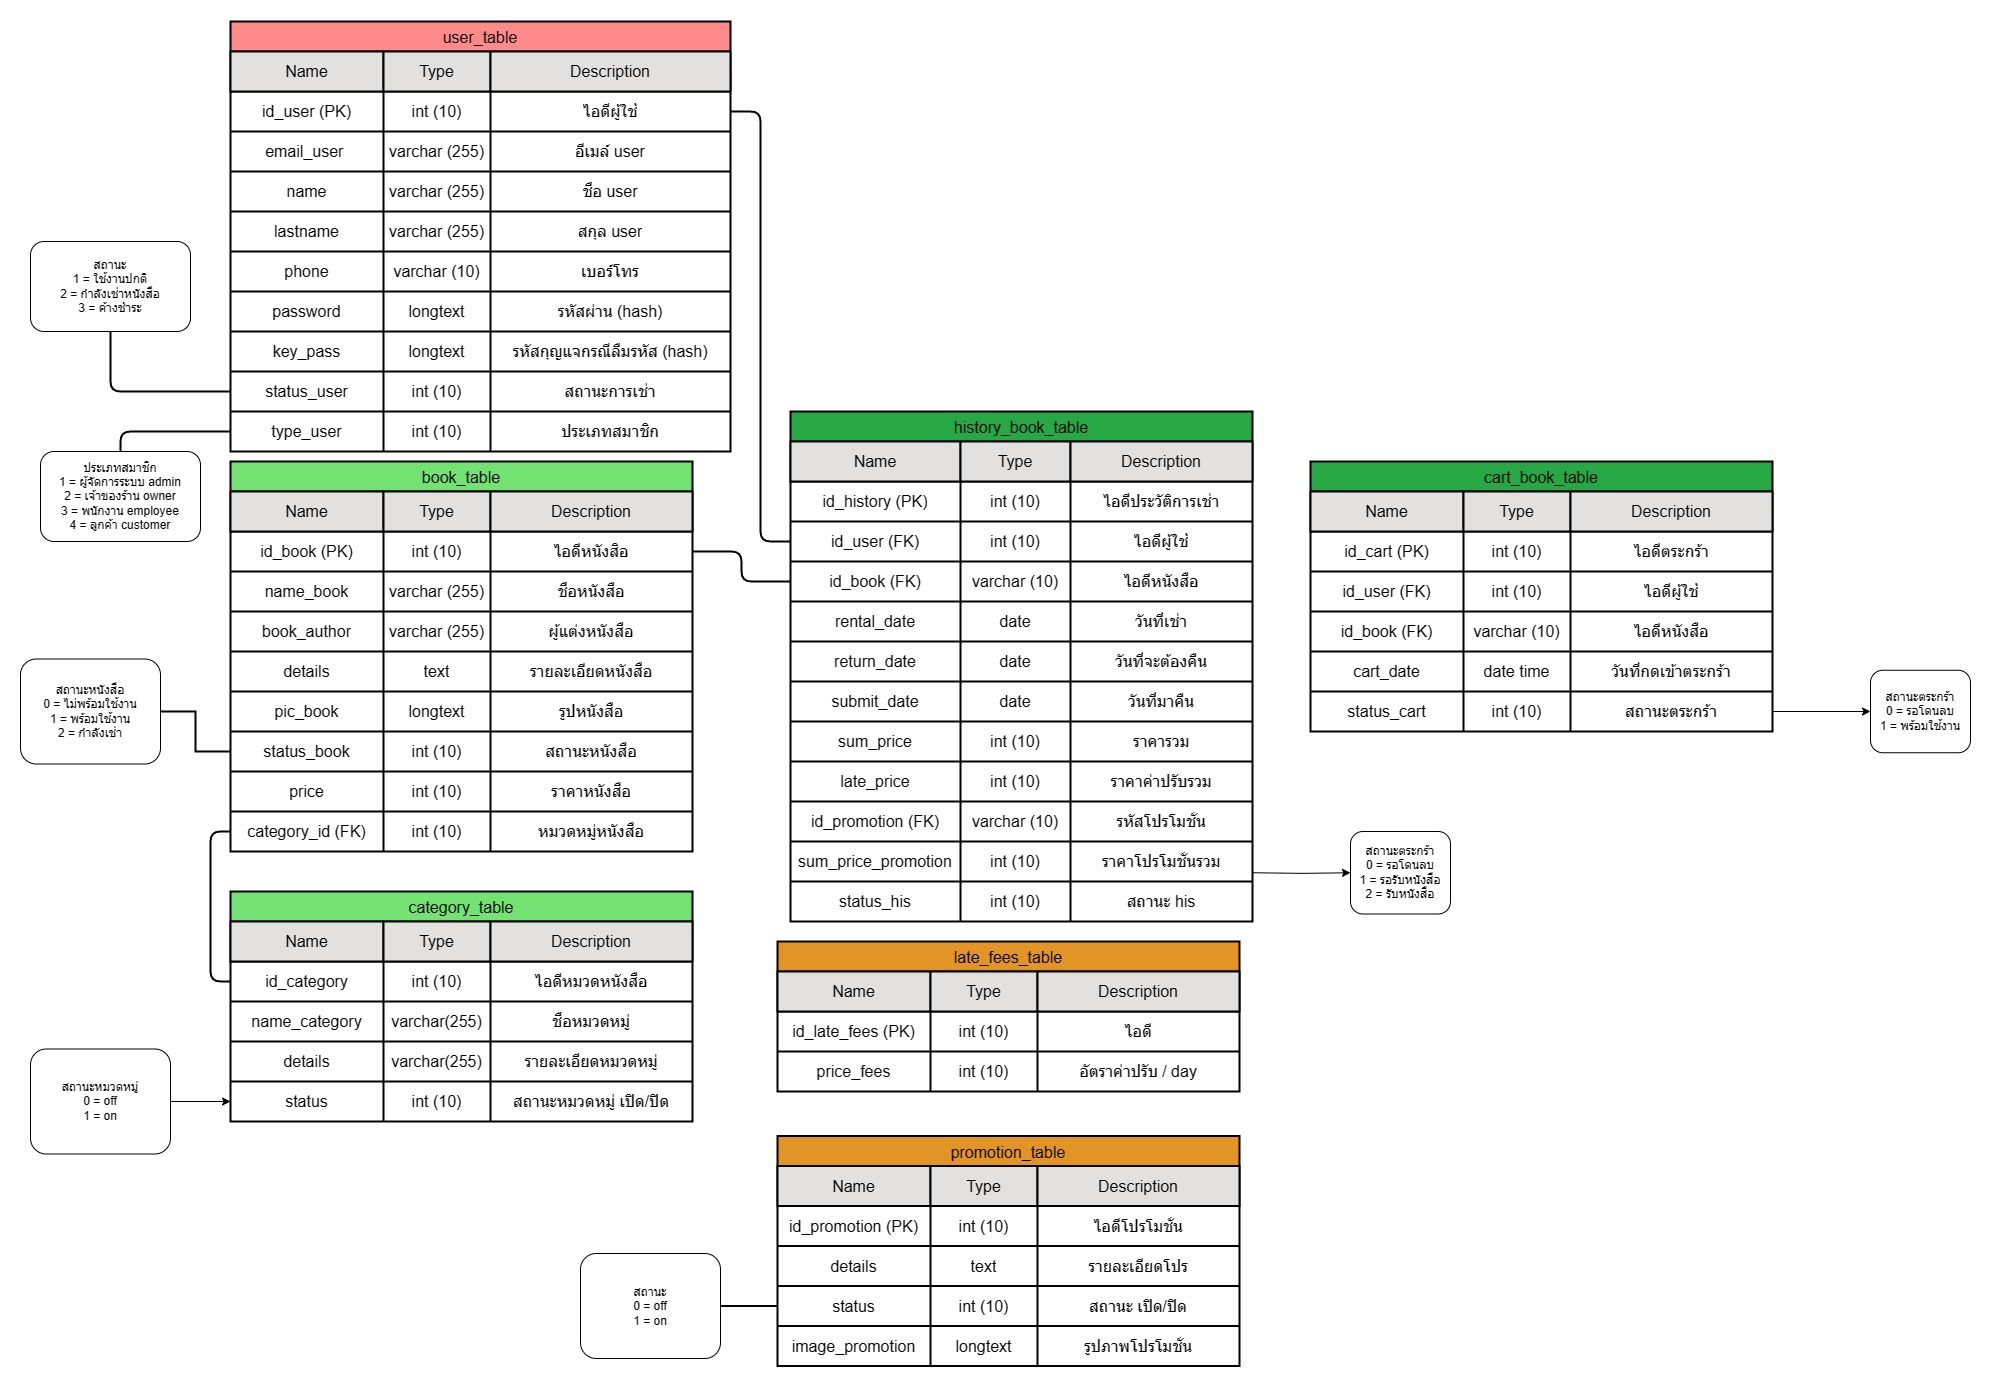 user_table
Name Type Description
id_user (PK) int (10) ไอดีผู้ใช้
email_user varchar (255) อีเมล์ user
name varchar (255) ชื่อ user
lastname varchar (255) สกุล user
phone varchar (10) เบอร์โทร
password longtext รหัสผ่าน (hash)
key_pass longtext รหัสกุญแจกรณีลืมรหัส (hash)
status_user int (10) สถานะการเช่า
type_user int (10) ประเภทสมาชิก
สถานะ
1 = ใช้งานปกติ
2 = กำลังเช่าหนังสือ
3 = ค้างชำระ
ประเภทสมาชิก
1 = ผู้จัดการระบบ admin
2 = เจ้าของร้าน owner
3 = พนักงาน employee
4 = ลูกค้า customer
book_table
Name Type Description
id_book (PK) int (10) ไอดีหนังสือ
name_book varchar (255) ชื่อหนังสือ
book_author varchar (255) ผู้แต่งหนังสือ
details text รายละเอียดหนังสือ
pic_book longtext รูปหนังสือ
status_book int (10) สถานะหนังสือ
price int (10) ราคาหนังสือ
category_id (FK) int (10) หมวดหมู่หนังสือ
สถานะหนังสือ
0 = ไม่พร้อมใช้งาน
1 = พร้อมใช้งาน
2 = กำลังเช่า
category_table
Name Type Description
id_category int (10) ไอดีหมวดหนังสือ
name_category varchar(255) ชื่อหมวดหมู่
details varchar(255) รายละเอียดหมวดหมู่
status int (10) สถานะหมวดหมู่ เปิด/ปิด
สถานะหมวดหมู่
0 = off
1 = on
history_book_table
Name Type Description
id_history (PK) int (10) ไอดีประวัติการเช่า
id_user (FK) int (10) ไอดีผู้ใช้
id_book (FK) varchar (10) ไอดีหนังสือ
rental_date date วันที่เช่า
return_date date วันที่จะต้องคืน
submit_date date วันที่มาคืน
sum_price int (10) ราคารวม
late_price int (10) ราคาค่าปรับรวม
id_promotion (FK) varchar (10) รหัสโปรโมชั่น
sum_price_promotion int (10) ราคาโปรโมชั่นรวม
status_his int (10) สถานะ his
สถานะตระกร้า
0 = รอโดนลบ
1 = รอรับหนังสือ
2 = รับหนังสือ
cart_book_table
Name Type Description
id_cart (PK) int (10) ไอดีตระกร้า
id_user (FK) int (10) ไอดีผู้ใช้
id_book (FK) varchar (10) ไอดีหนังสือ
cart_date date time วันที่กดเข้าตระกร้า
status_cart int (10) สถานะตระกร้า
สถานะตระกร้า
0 = รอโดนลบ
1 = พร้อมใช้งาน
late_fees_table
Name Type Description
id_late_fees (PK) int (10) ไอดี
price_fees int (10) อัตราค่าปรับ / day
promotion_table
Name Type Description
id_promotion (PK) int (10) ไอดีโปรโมชั่น
details text รายละเอียดโปร
status int (10) สถานะ เปิด/ปิด
image_promotion longtext รูปภาพโปรโมชั่น
สถานะ
0 = off
1 = on